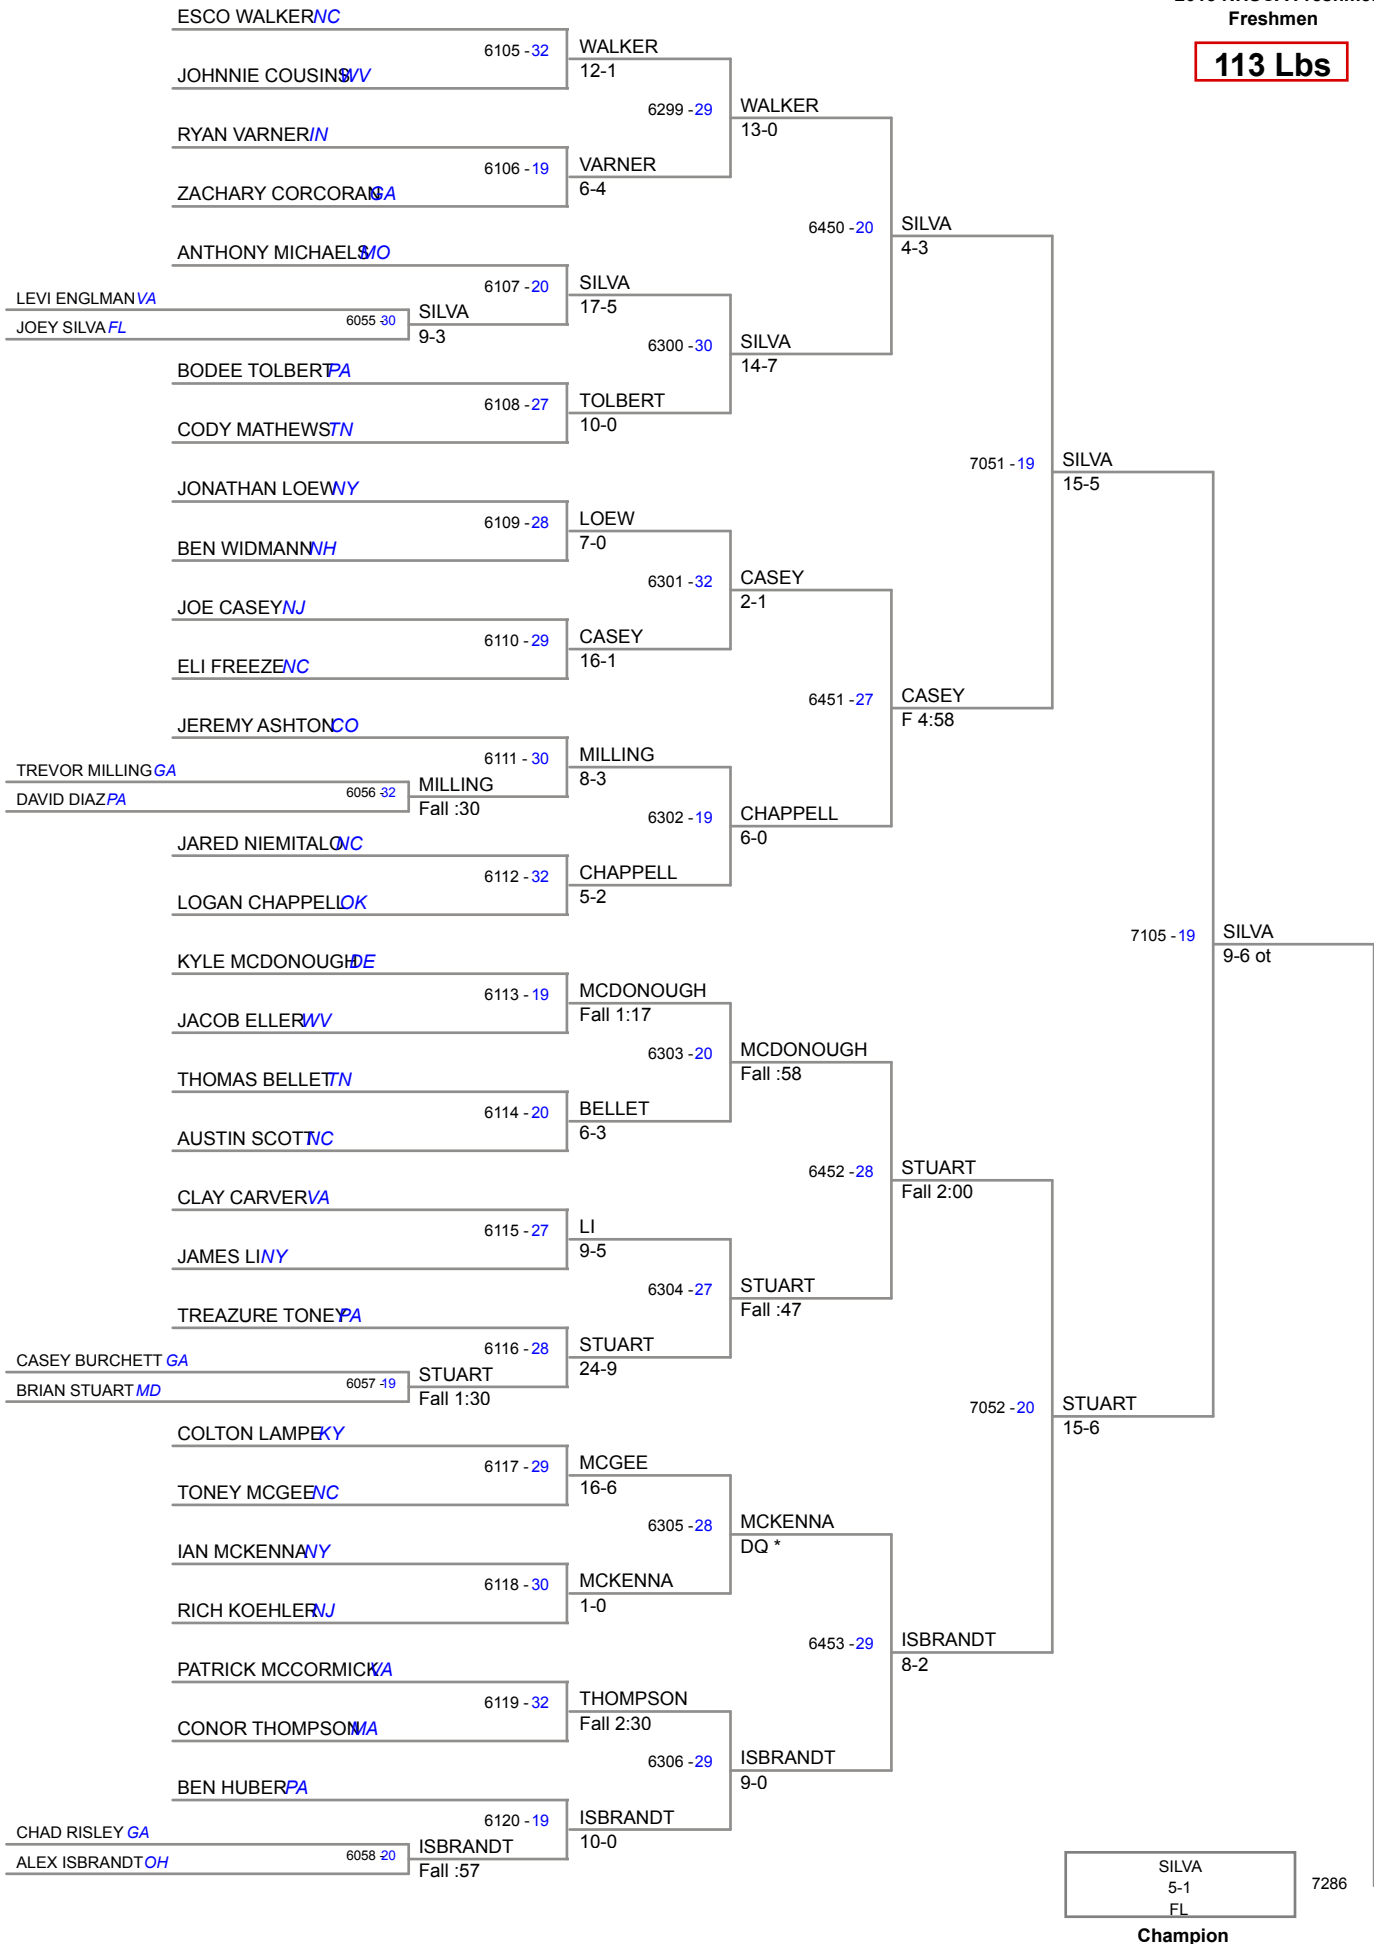 Freshmen
113 Lbs
ESCO WALKER NC
6105 - 32
WALKER
12-1
JOHNNIE COUSINS WV
6299 - 29
WALKER
13-0
RYAN VARNER IN
6106 - 19
VARNER
6-4
ZACHARY CORCORAN GA
6450 - 20
SILVA
4-3
ANTHONY MICHAELS MO
6107 - 20
SILVA
17-5
LEVI ENGLMAN VA
6055 -30
SILVA
9-3
JOEY SILVA FL
6300 - 30
SILVA
14-7
BODEE TOLBERT PA
6108 - 27
TOLBERT
10-0
CODY MATHEWS TN
7051 - 19
SILVA
15-5
JONATHAN LOEW NY
6109 - 28
LOEW
7-0
BEN WIDMANN NH
6301 - 32
CASEY
2-1
JOE CASEY NJ
6110 - 29
CASEY
16-1
ELI FREEZE NC
6451 - 27
CASEY
F 4:58
JEREMY ASHTON CO
6111 - 30
MILLING
8-3
TREVOR MILLING GA
6056 -32
MILLING
Fall :30
DAVID DIAZ PA
6302 - 19
CHAPPELL
6-0
JARED NIEMITALO NC
6112 - 32
CHAPPELL
5-2
LOGAN CHAPPELL OK
7105 - 19
SILVA
9-6 ot
KYLE MCDONOUGH DE
6113 - 19
MCDONOUGH
Fall 1:17
JACOB ELLER WV
6303 - 20
MCDONOUGH
Fall :58
THOMAS BELLET TN
6114 - 20
BELLET
6-3
AUSTIN SCOTT NC
6452 - 28
STUART
Fall 2:00
CLAY CARVER VA
6115 - 27
LI
9-5
JAMES LI NY
6304 - 27
STUART
Fall :47
TREAZURE TONEY PA
6116 - 28
STUART
24-9
CASEY BURCHETT GA
6057 -19
STUART
Fall 1:30
BRIAN STUART MD
7052 - 20
STUART
15-6
COLTON LAMPE KY
6117 - 29
MCGEE
16-6
TONEY MCGEE NC
6305 - 28
MCKENNA
DQ *
IAN MCKENNA NY
6118 - 30
MCKENNA
1-0
RICH KOEHLER NJ
6453 - 29
ISBRANDT
8-2
PATRICK MCCORMICK VA
6119 - 32
THOMPSON
Fall 2:30
CONOR THOMPSON MA
6306 - 29
ISBRANDT
9-0
BEN HUBER PA
6120 - 19
ISBRANDT
10-0
CHAD RISLEY GA
6058 -20
ISBRANDT
Fall :57
ALEX ISBRANDT OH
SILVA
5-1
FL
7286
Champion